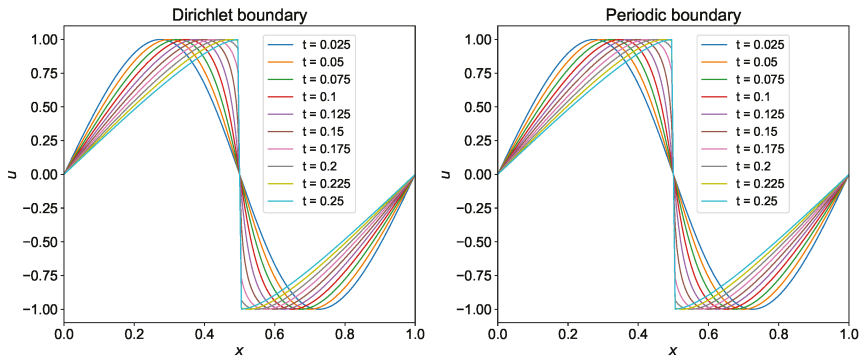 Dirichlet boundary
1.00
0.75
0.50
0.25
0.00
−0.25
−0.50
−0.75
−1.00
u
0.0
0.2
0.4
0.6
0.8
1.0
x
t = 0.025
t = 0.05
t = 0.075
t = 0.1
t = 0.125
t = 0.15
t = 0.175
t = 0.2
t = 0.225
t = 0.25
Periodic boundary
1.00
0.75
0.50
0.25
0.00
−0.25
−0.50
−0.75
−1.00
u
0.0
0.2
0.4
0.6
0.8
1.0
x
t = 0.025
t = 0.05
t = 0.075
t = 0.1
t = 0.125
t = 0.15
t = 0.175
t = 0.2
t = 0.225
t = 0.25